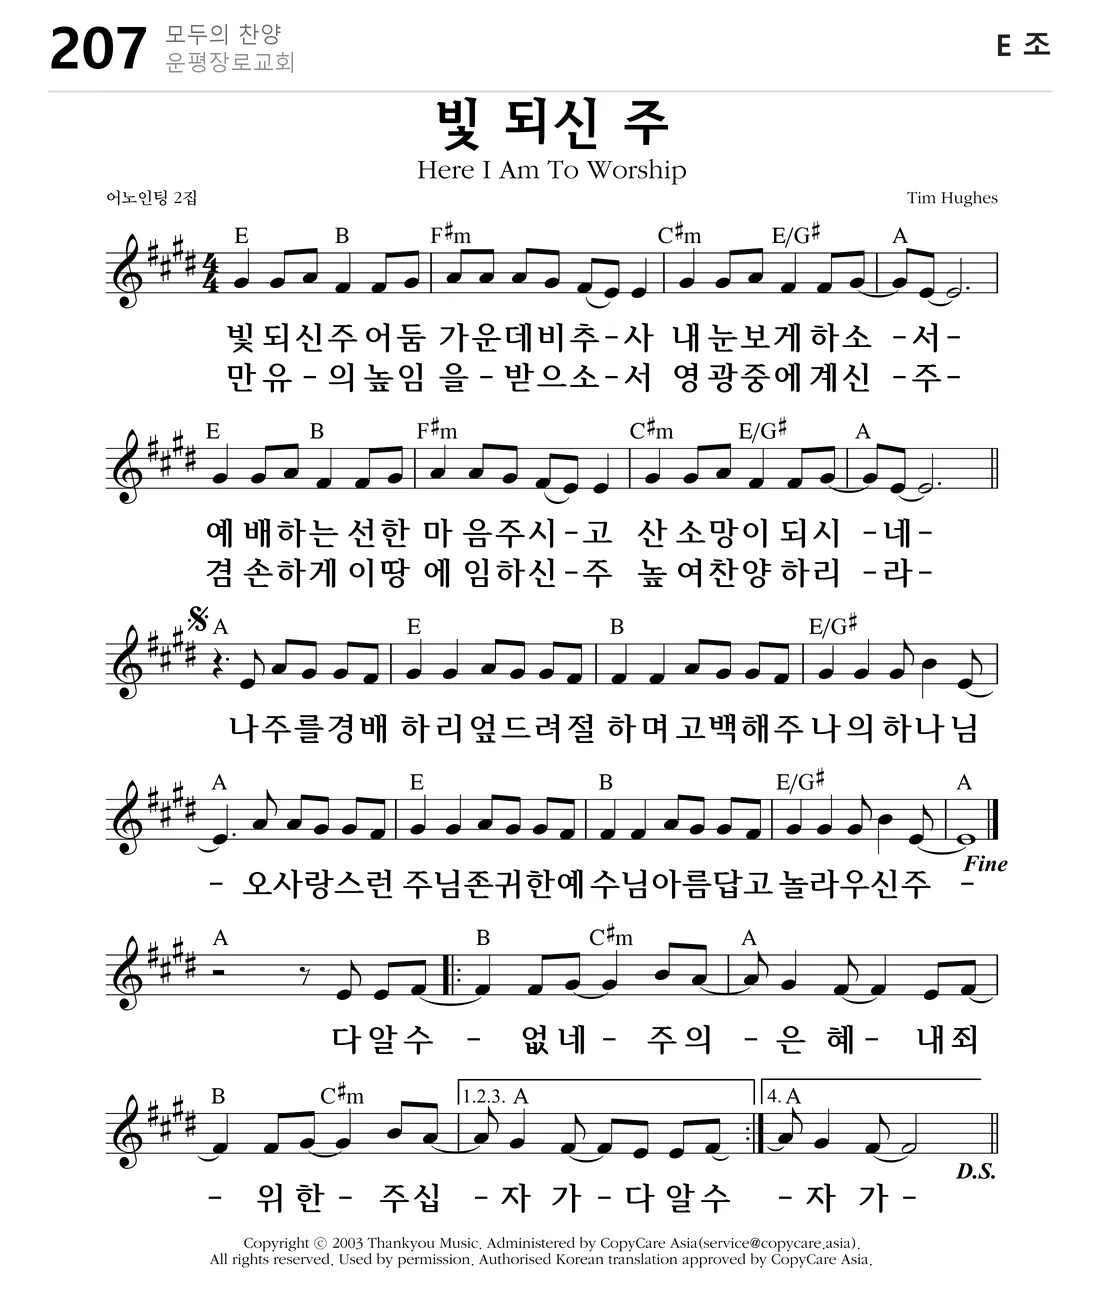 207
모두의 찬양
운평장로교회
E 조
빛 되신 주
Here I Am To Worship
어노인팅 2집
Tim Hughes
E B F#m C#m E/G# A
4/4
빛 되신주 어둠 가운데비추-사 내 눈보게 하소 -서-
만 유 - 의 높임 을 - 받으소-서 영 광중에 계신 -주-
E B F#m C#m E/G# A
예 배하는 선한 마 음주시-고 산 소망이 되시 -네-
겸 손하게 이땅 에 임하신-주 높 여찬양 하리 -라-
A E B E/G#
나주를경배 하리엎드려절 하며 고백해주 나의하나님
A E B E/G# A
Fine
- 오사랑스런 주님존귀한예 수님아름답고 놀라우신주 -
A B C#m A
다알수 - 없네- 주의 - 은 혜- 내죄
B C#m 1.2.3. A 4. A
D.S.
- 위한- 주십 -자 가-다 알수 -자 가-
Copyright ⓒ 2003 Thankyou Music. Administered by CopyCare Asia(service@copycare.asia).
All rights reserved. Used by permission. Authorised Korean translation approved by CopyCare Asia.